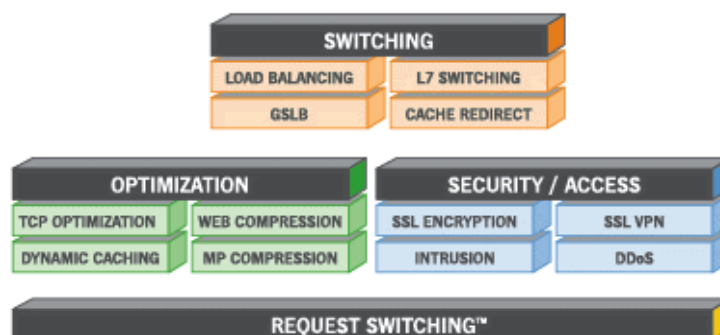 SWITCHING
LOAD BALANCING L7 SWITCHING
GSLB CACHE REDIRECT
OPTIMIZATION SECURITY / ACCESS
TCP OPTIMIZATION WEB COMPRESSION SSL ENCRYPTION SSL VPN
DYNAMIC CACHING MP COMPRESSION INTRUSION DDoS
REQUEST SWITCHING™